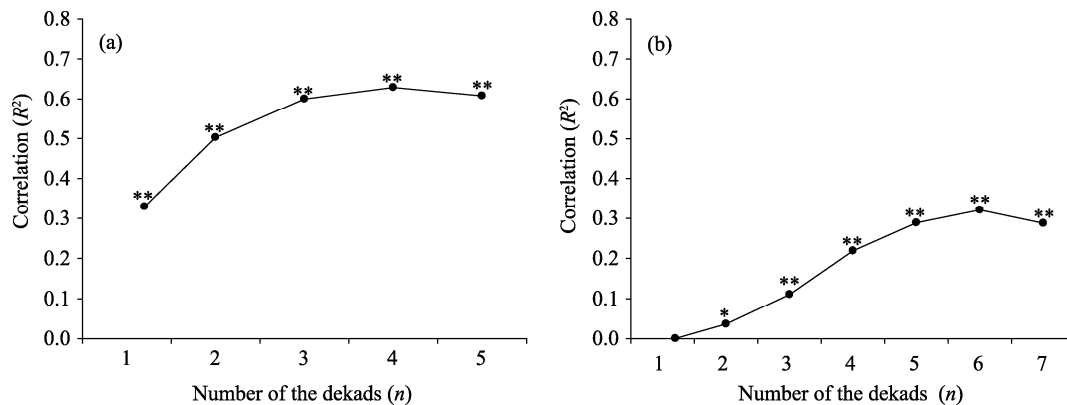 (a)
Correlation (R²)
0.8
0.7
0.6
0.5
0.4
0.3
0.2
0.1
0.0
** ** ** ** **
1 2 3 4 5
Number of the dekads (n)
(b)
Correlation (R²)
0.8
0.7
0.6
0.5
0.4
0.3
0.2
0.1
0.0
* ** ** ** ** **
1 2 3 4 5 6 7
Number of the dekads (n)